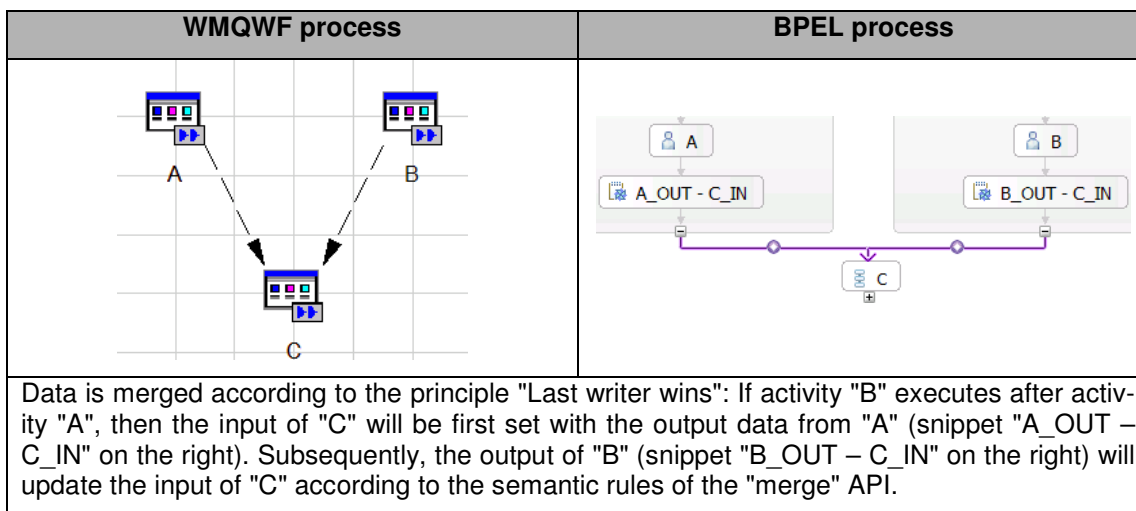 WMQWF process
BPEL process
A
B
C
A
B
A_OUT - C_IN
B_OUT - C_IN
C
Data is merged according to the principle "Last writer wins": If activity "B" executes after activ-
ity "A", then the input of "C" will be first set with the output data from "A" (snippet "A_OUT –
C_IN" on the right). Subsequently, the output of "B" (snippet "B_OUT – C_IN" on the right) will
update the input of "C" according to the semantic rules of the "merge" API.